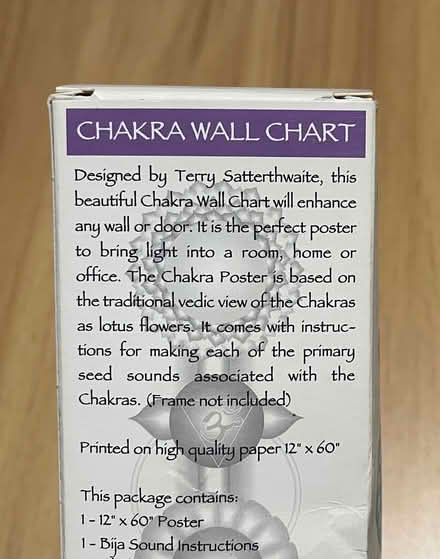 CHAKRA WALL CHART
Designed by Terry Satterthwaite, this
beautiful Chakra Wall Chart will enhance
any wall or door. It is the perfect poster
to bring light into a room, home or
office. The Chakra Poster is based on
the traditional vedic view of the Chakras
as lotus flowers. It comes with instruc-
tions for making each of the primary
seed sounds associated with the
Chakras. (Frame not included)
Printed on high quality paper 12" x 60"
This package contains:
1 - 12" x 60" Poster
1 - Bija Sound Instructions